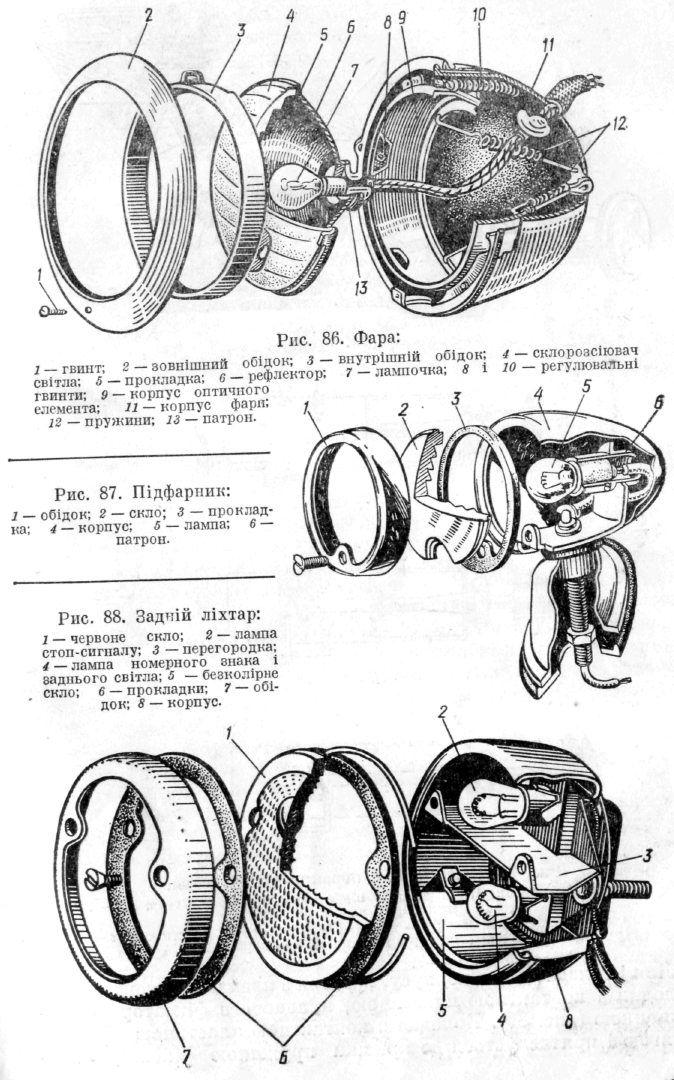 2
3
4
5
6
7
8
9
10
11
12
13
1
Рис. 86. Фара:
1 — гвинт; 2 — зовнішний обідок; 3 — внутрішній обідок; 4 — склорозсіювач
світла; 5 — прокладка; 6 — рефлектор; 7 — лампочка; 8 і 10 — регулювальні
гвинти; 9 — корпус оптичного
елемента; 11 — корпус фари;
12 — пружини; 13 — патрон.
1
2
3
4
5
6
Рис. 87. Підфарник:
1 — обідок; 2 — скло; 3 — проклад-
ка; 4 — корпус; 5 — лампа; 6 —
патрон.
Рис. 88. Задній ліхтар:
1 — червоне скло; 2 — лампа
стоп-сигналу; 3 — перегородка;
4 — лампа номерного знака і
заднього світла; 5 — безколірне
скло; 6 — прокладки; 7 — обі-
док; 8 — корпус.
1
2
3
5
4
8
7
6